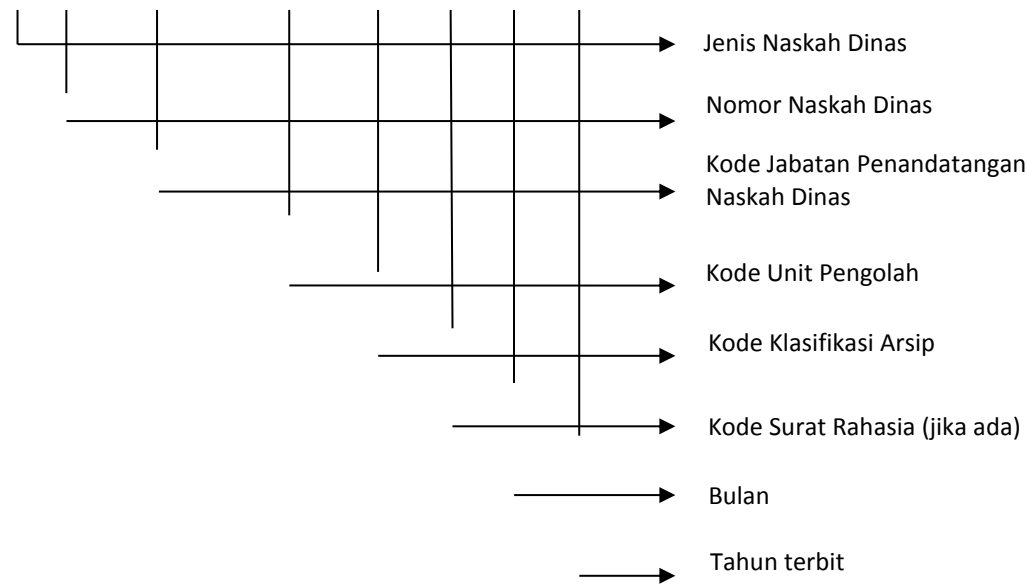 Jenis Naskah Dinas
Nomor Naskah Dinas
Kode Jabatan Penandatangan
Naskah Dinas
Kode Unit Pengolah
Kode Klasifikasi Arsip
Kode Surat Rahasia (jika ada)
Bulan
Tahun terbit